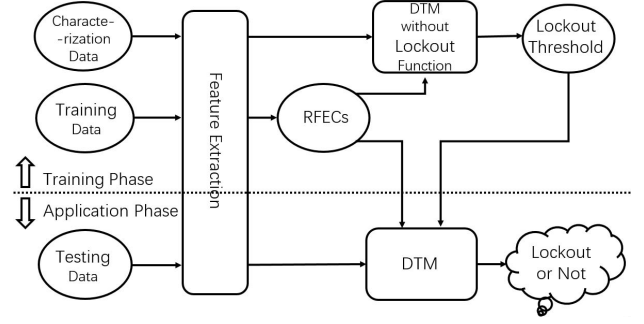 Characte-
-rization
Data
DTM
without
Lockout
Function
Lockout
Threshold
Feature Extraction
Training
Data
RFECs
Training Phase
Application Phase
Testing
Data
DTM
Lockout
or Not